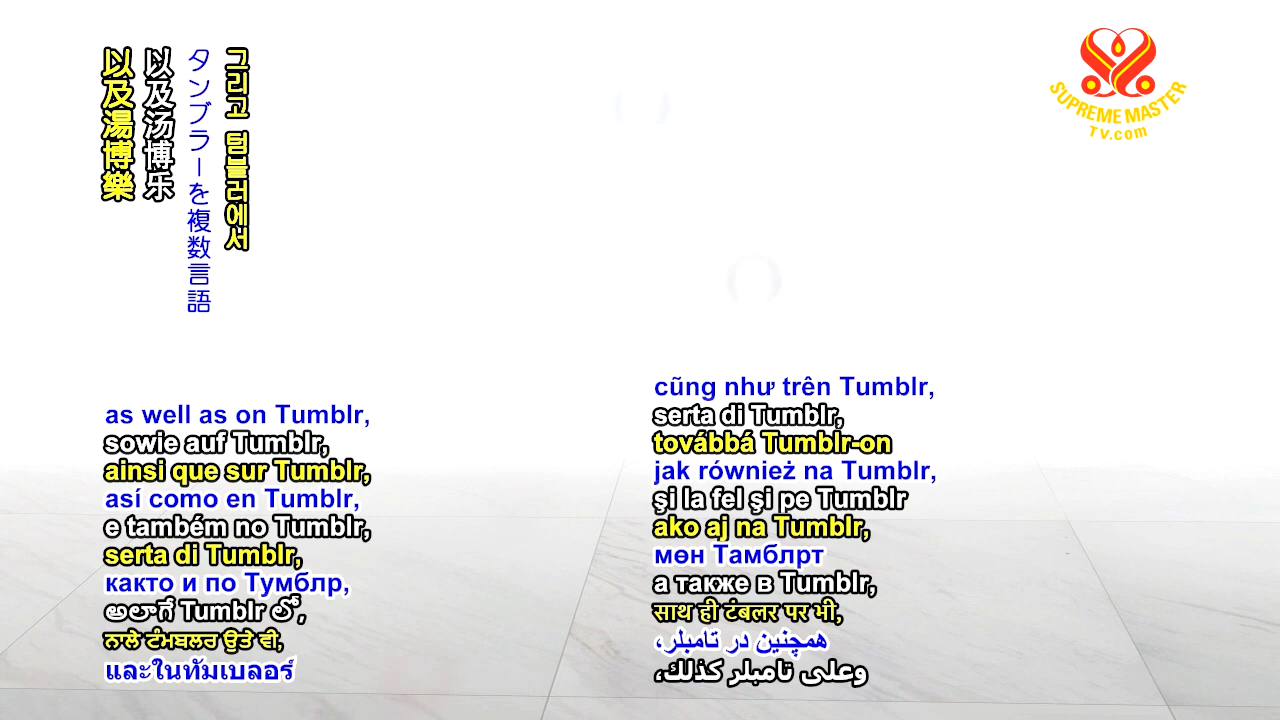 以及湯博樂
以及汤博乐
タンブラーを複数言語
그리고 텀블러에서
SUPREME MASTER
TV.com
as well as on Tumblr,
sowie auf Tumblr,
ainsi que sur Tumblr,
así como en Tumblr,
e também no Tumblr,
serta di Tumblr,
както и по Тумблр,
అలాగే Tumblr లో,
ਨਾਲੇ ਟੰਮਬਲਰ ਉਤੇ ਵੀ,
และในทัมเบลอร์
cũng như trên Tumblr,
serta di Tumblr,
továbbá Tumblr-on
jak również na Tumblr,
şi la fel şi pe Tumblr
ako aj na Tumblr,
мөн Тамблрт
а также в Tumblr,
साथ ही टंबलर पर भी,
همچنین در تامبلر،
وعلى تامبلر كذلك،